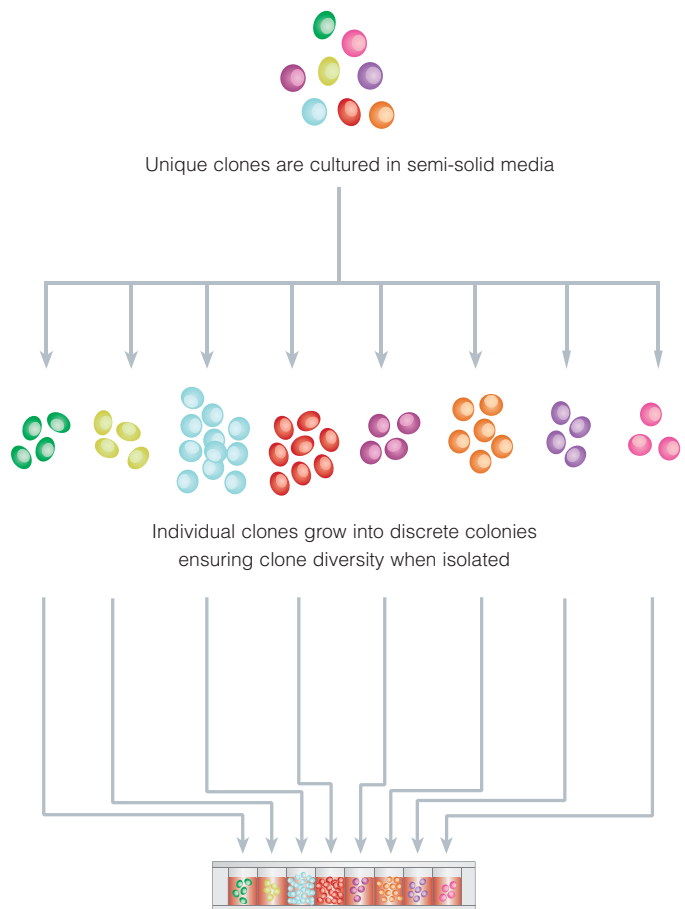 Unique clones are cultured in semi-solid media
Individual clones grow into discrete colonies
ensuring clone diversity when isolated